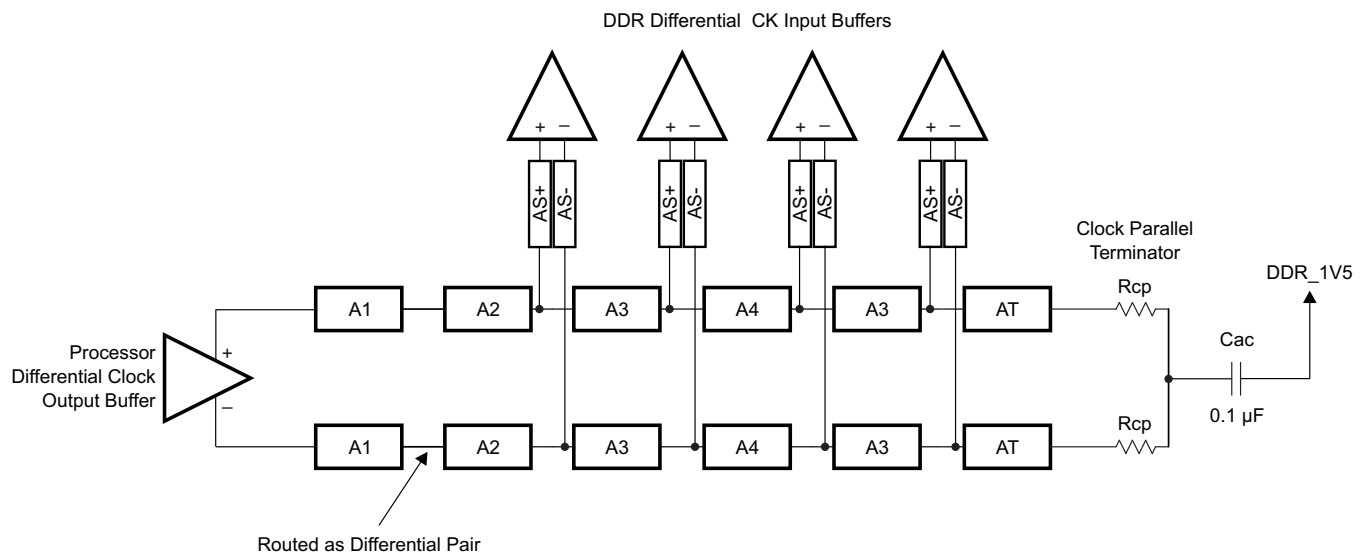 DDR Differential CK Input Buffers
+ –
+ –
+ –
+ –
AS+
AS-
AS+
AS-
AS+
AS-
AS+
AS-
Clock Parallel
Terminator
DDR_1V5
A1
A2
A3
A4
A3
AT
Rcp
Processor
Differential Clock
Output Buffer
+
–
Cac
0.1 µF
A1
A2
A3
A4
A3
AT
Rcp
Routed as Differential Pair